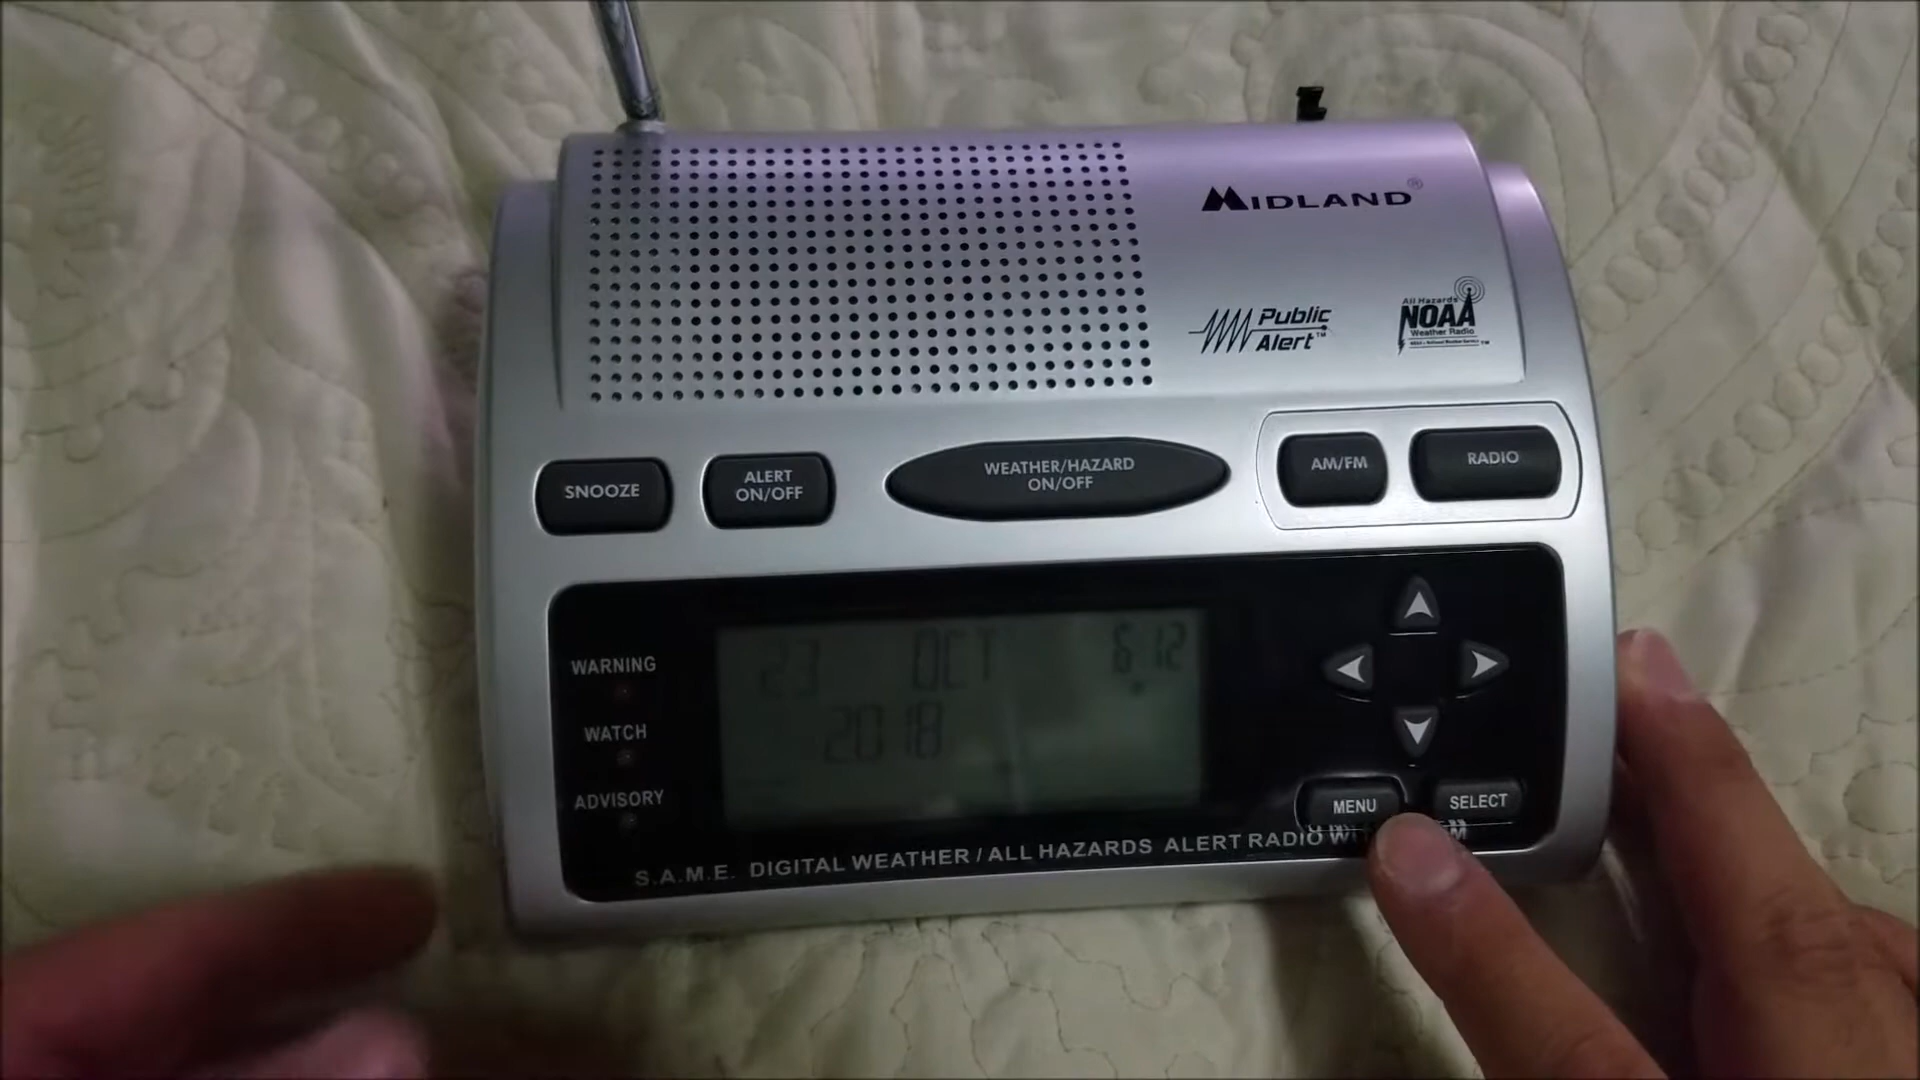 MIDLAND®
Public
Alert™
All Hazards
NOAA
Weather Radio
SNOOZE
ALERT
ON/OFF
WEATHER/HAZARD
ON/OFF
AM/FM
RADIO
WARNING
WATCH
ADVISORY
23 OCT 6:12
2018
MENU
SELECT
S.A.M.E. DIGITAL WEATHER / ALL HAZARDS ALERT RADIO